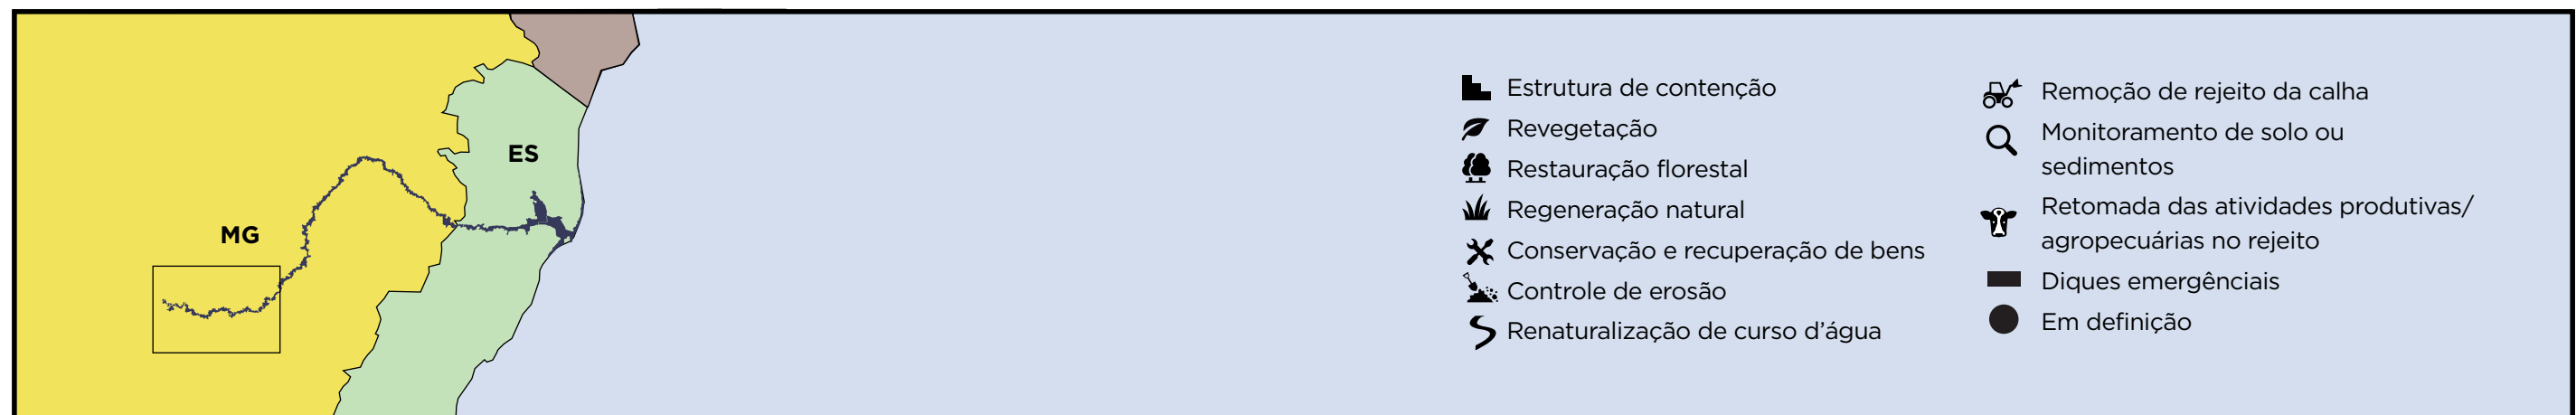 MG
ES
Estrutura de contenção
Revegetação
Restauração florestal
Regeneração natural
Conservação e recuperação de bens
Controle de erosão
Renaturalização de curso d'água
Remoção de rejeito da calha
Monitoramento de solo ou
sedimentos
Retomada das atividades produtivas/
agropecuárias no rejeito
Diques emergênciais
Em definição